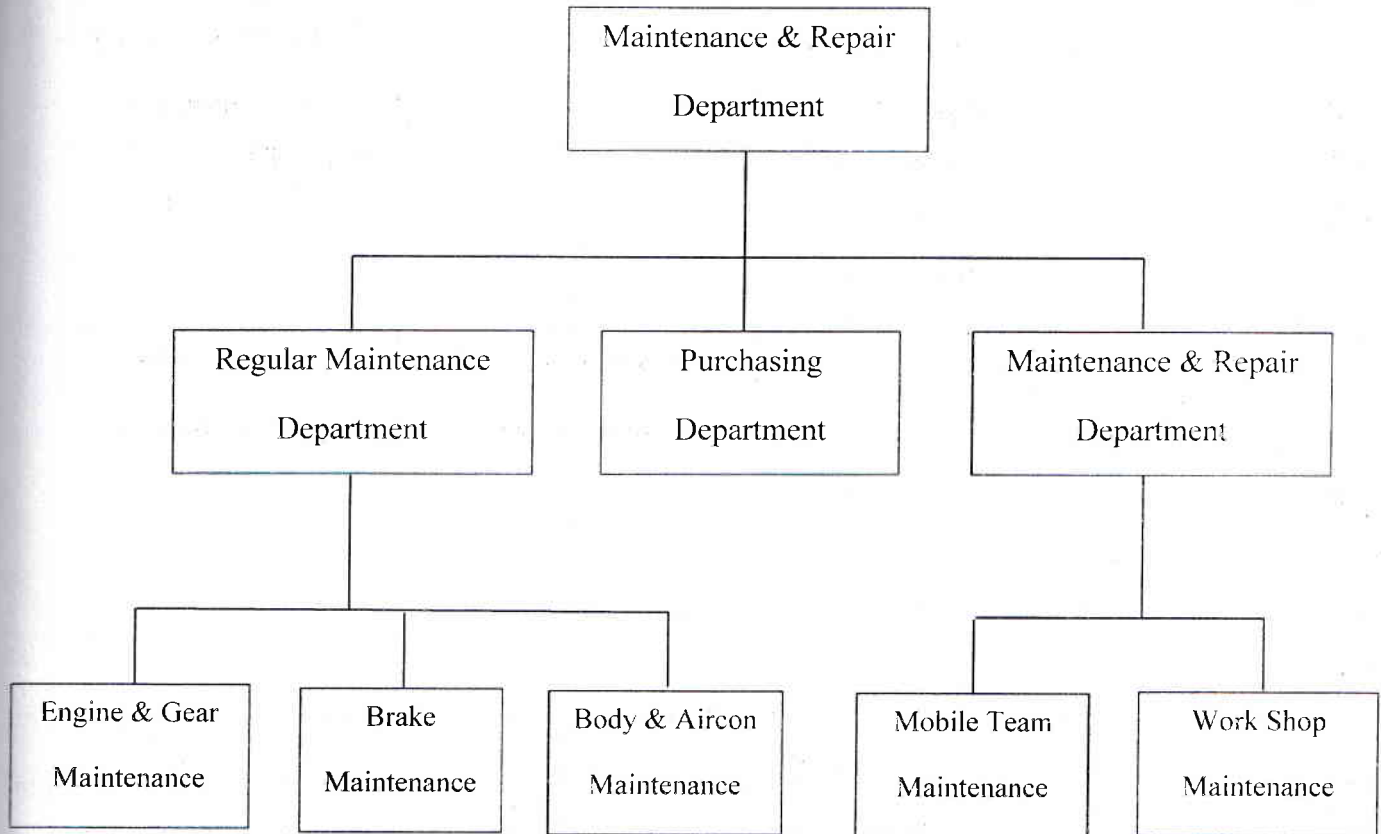 Maintenance & Repair
Department
Regular Maintenance
Department
Purchasing
Department
Maintenance & Repair
Department
Engine & Gear
Maintenance
Brake
Maintenance
Body & Aircon
Maintenance
Mobile Team
Maintenance
Work Shop
Maintenance